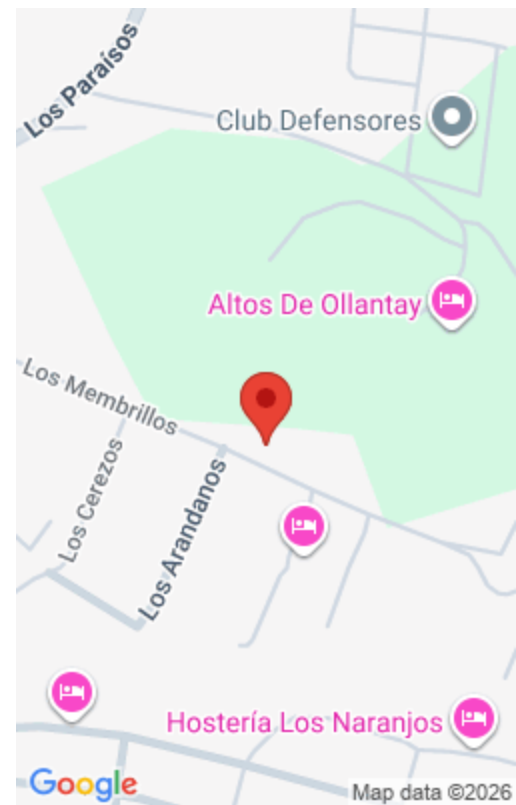 Los Paraísos
Club Defensores
Altos De Ollantay
Los Membrillos
Los Cerezos
Los Arandanos
Hostería Los Naranjos
Google
Map data ©2026